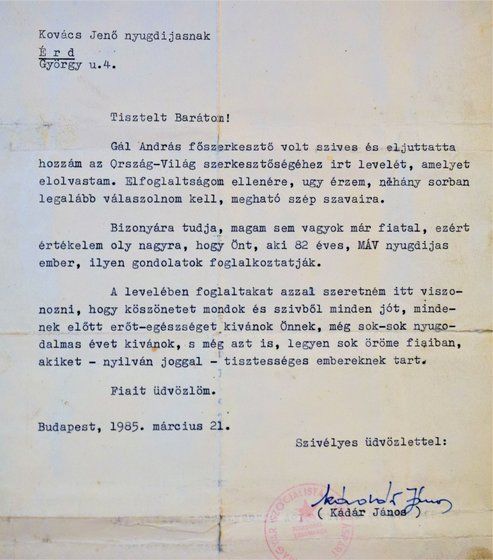 Kovács Jenő nyugdijasnak
É r d
György u.4.
Tisztelt Barátom!
Gál András főszerkesztő volt szives és eljuttatta
hozzám az Ország-Világ szerkesztőségéhez irt levelét, amelyet
elolvastam. Elfoglaltságom ellenére, ugy érzem, néhány sorban
legalább válaszolnom kell, megható szép szavaira.
Bizonyára tudja, magam sem vagyok már fiatal, ezért
értékelem oly nagyra, hogy Önt, aki 82 éves, MÁV nyugdijas
ember, ilyen gondolatok foglalkoztatják.
A levelében foglaltakat azzal szeretném itt viszo-
nozni, hogy köszönetet mondok és szivből minden jót, minde-
nek előtt erőt-egészséget kivánok Önnek, még sok-sok nyugo-
dalmas évet kivánok, s még azt is, legyen sok öröme fiaiban,
akiket - nyilván joggal - tisztességes embereknek tart.
Fiait üdvözlöm.
Budapest, 1985. március 21.
Szivélyes üdvözlettel:
Kádár János
( Kádár János )